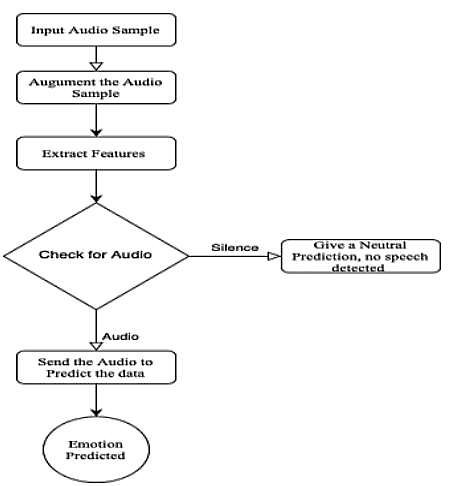 Input Audio Sample
Augument the Audio
Sample
Extract Features
Check for Audio
Silence
Give a Neutral
Prediction, no speech
detected
Audio
Send the Audio to
Predict the data
Emotion
Predicted